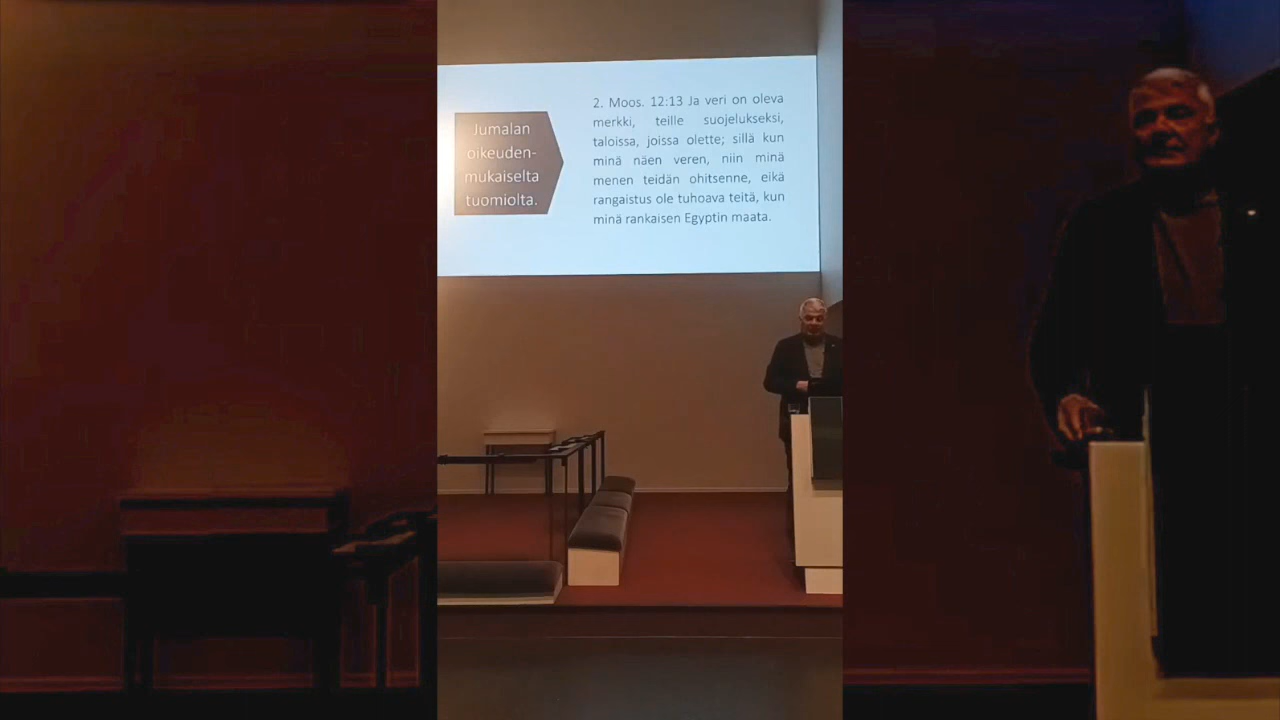 Jumalan
oikeuden-
mukaiselta
tuomiolta.
2. Moos. 12:13 Ja veri on oleva
merkki, teille suojelukseksi,
taloissa, joissa olette; sillä kun
minä näen veren, niin minä
menen teidän ohitsenne, eikä
rangaistus ole tuhoava teitä, kun
minä rankaisen Egyptin maata.